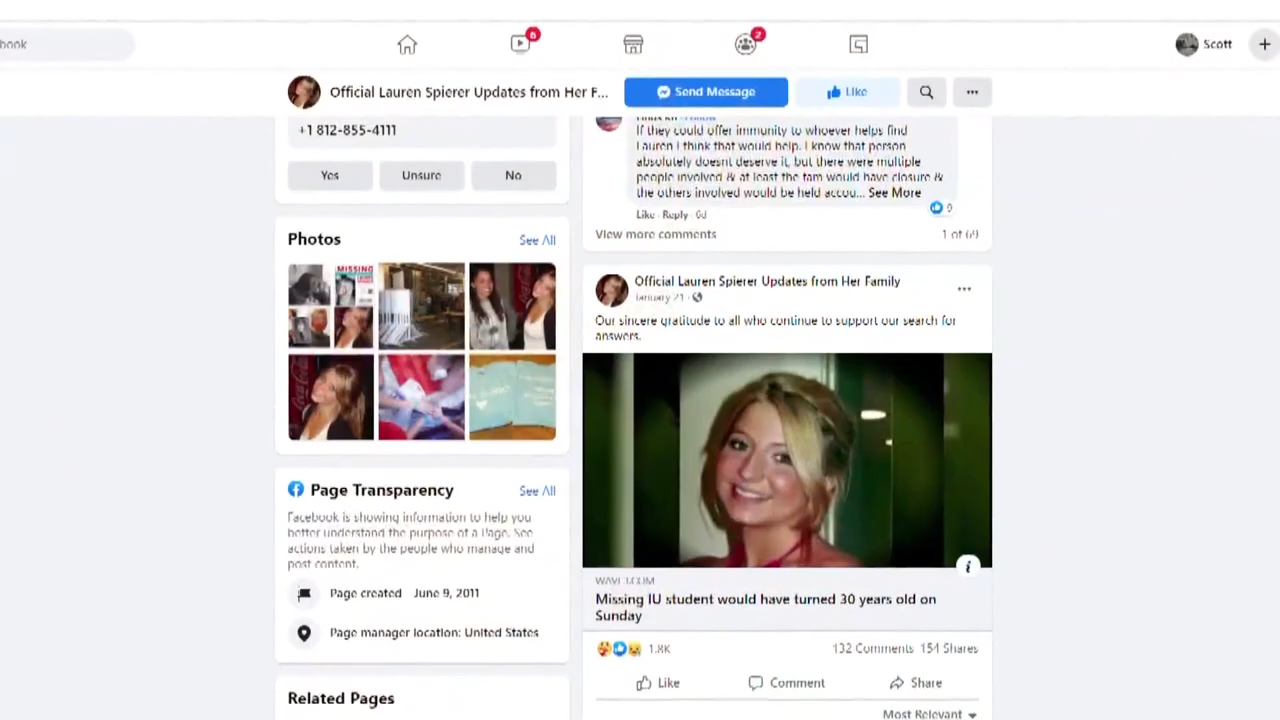 book
6
2
Scott
Official Lauren Spierer Updates from Her F...
Send Message
Like
+1 812-855-4111
Yes
Unsure
No
Photos
See All
MISSING
Page Transparency
See All
Facebook is showing information to help you
better understand the purpose of a Page. See
actions taken by the people who manage and
post content.
Page created June 9, 2011
Page manager location: United States
Related Pages
If they could offer immunity to whoever helps find
Lauren I think that would help. I know that person
absolutely doesnt deserve it, but there were multiple
people involved & at least the fam would have closure &
the others involved would be held accou... See More
9
Like · Reply · 6d
View more comments
1 of 69
Official Lauren Spierer Updates from Her Family
January 21 ·
Our sincere gratitude to all who continue to support our search for
answers.
Missing IU student would have turned 30 years old on
Sunday
1.8K
132 Comments 154 Shares
Like
Comment
Share
Most Relevant